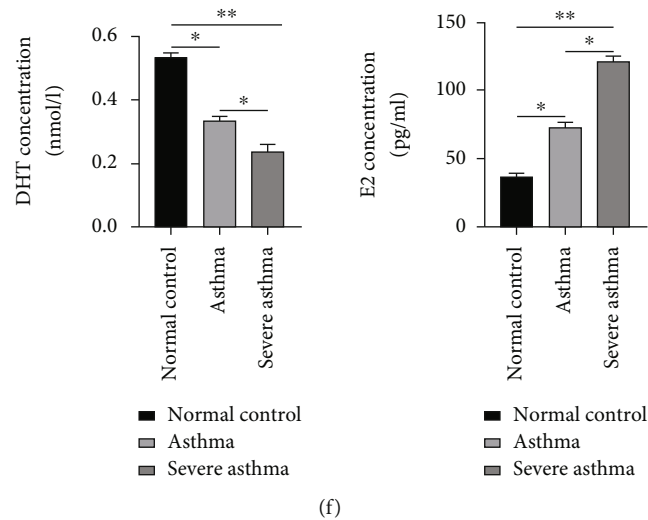 DHT concentration
(nmol/l)
0.6
0.4
0.2
0.0
**
*
*
Normal control
Asthma
Severe asthma
Normal control
Asthma
Severe asthma
E2 concentration
(pg/ml)
150
100
50
0
**
*
*
Normal control
Asthma
Severe asthma
Normal control
Asthma
Severe asthma
(f)